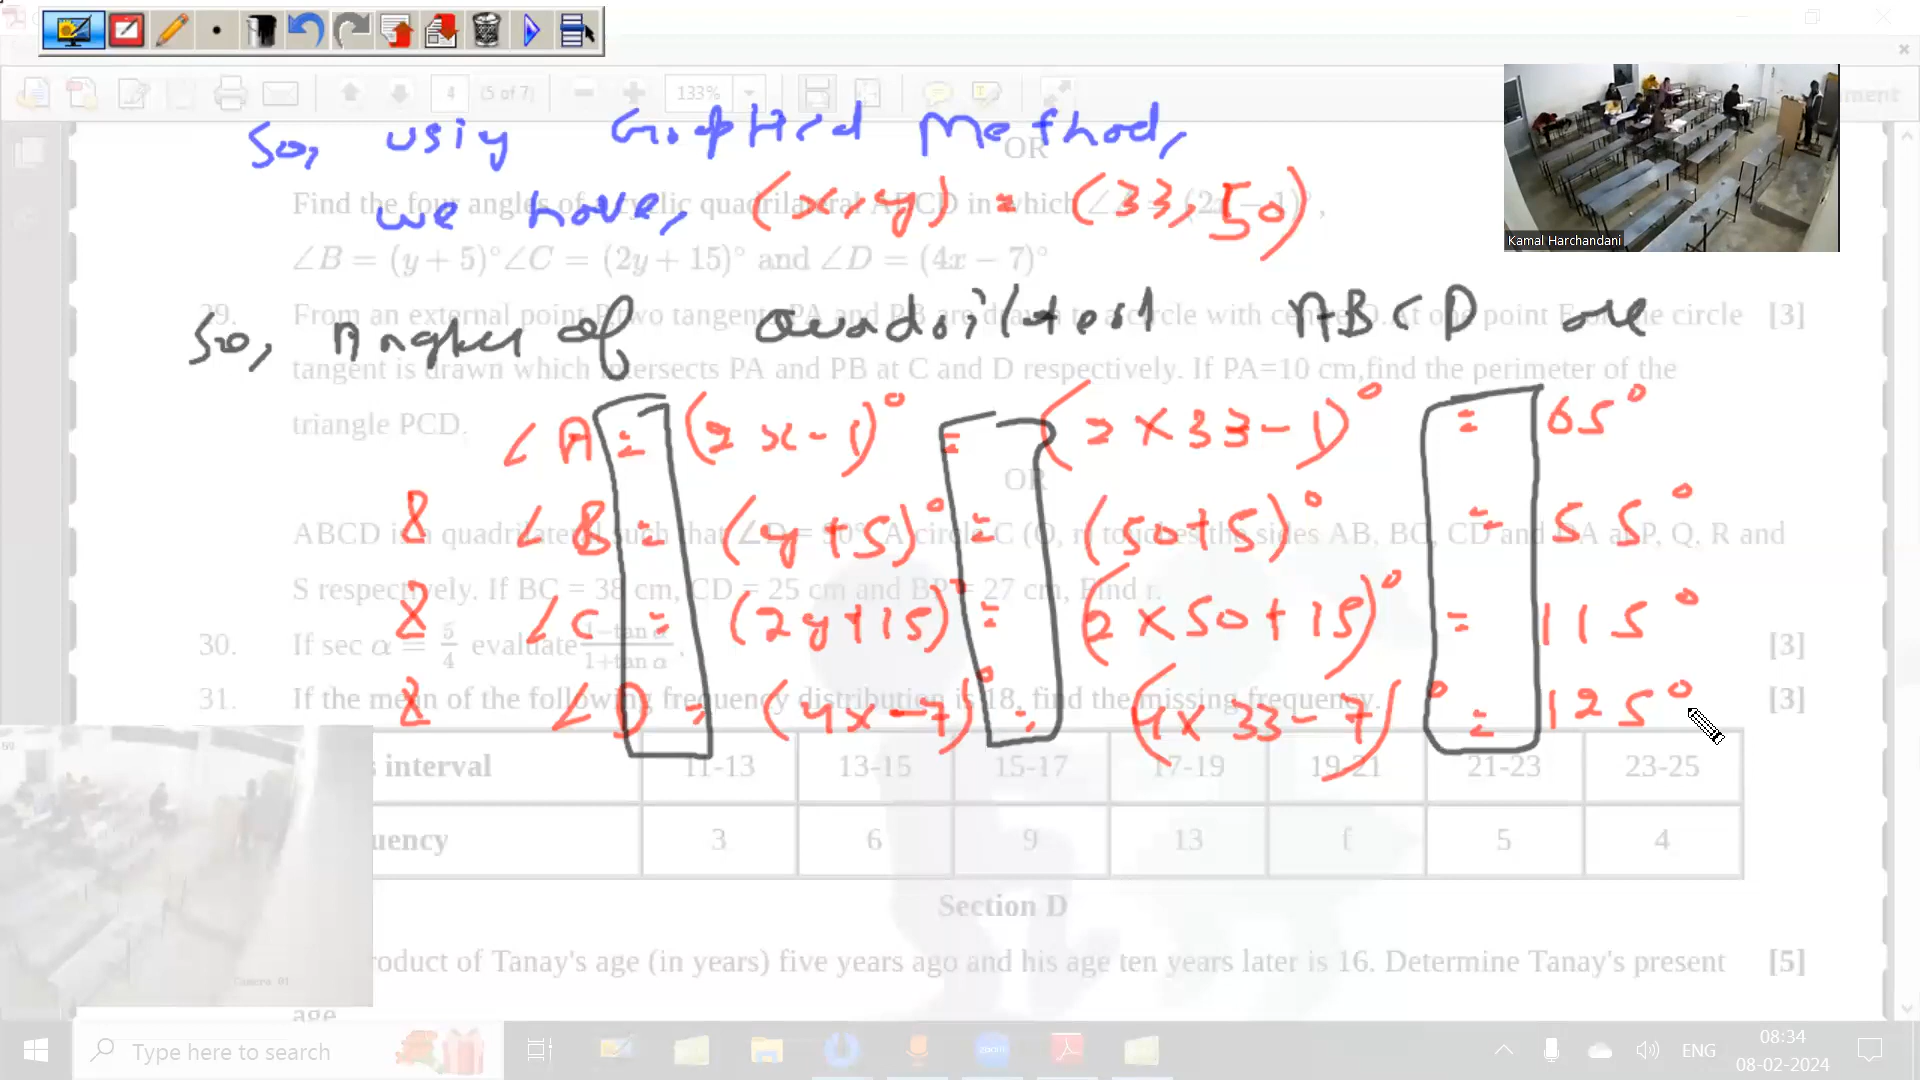 4 (5 of 7) 133%
Kamal Harchandani
So, using Graphical Method,
OR
we have, (x, y) = (33, 50)
Find the four angles of a cyclic quadrilateral ABCD in which ∠A = (2x − 1)°,
∠B = (y + 5)°∠C = (2y + 15)° and ∠D = (4x − 7)°
So, Angles of Quadrilateral ABCD are
29. From an external point P, two tangents PA and PB are drawn to a circle with centre O. At one point E on the circle [3]
tangent is drawn which intersects PA and PB at C and D respectively. If PA=10 cm,find the perimeter of the
triangle PCD.
∠A = (2x-1)° = (2×33-1)° = 65°
OR
& ∠B = (y+5)° = (50+5)° = 55°
ABCD is a quadrilateral such that ∠D = 90°. A circle C (O, r) touches the sides AB, BC, CD and DA at P, Q, R and
S respectively. If BC = 38 cm, CD = 25 cm and BP = 27 cm, Find r.
& ∠C = (2y+15)° = (2×50+15)° = 115°
30. If sec α = 5/4 evaluate 1−tan α/1+tan α. [3]
31. If the mean of the following frequency distribution is 18, find the missing frequency. [3]
& ∠D = (4x-7)° = (4×33-7)° = 125°
interval 11-13 13-15 15-17 17-19 19-21 21-23 23-25
uency 3 6 9 13 f 5 4
Camera 01
Section D
roduct of Tanay's age (in years) five years ago and his age ten years later is 16. Determine Tanay's present [5]
age
Type here to search
zoom
ENG
08:34
08-02-2024